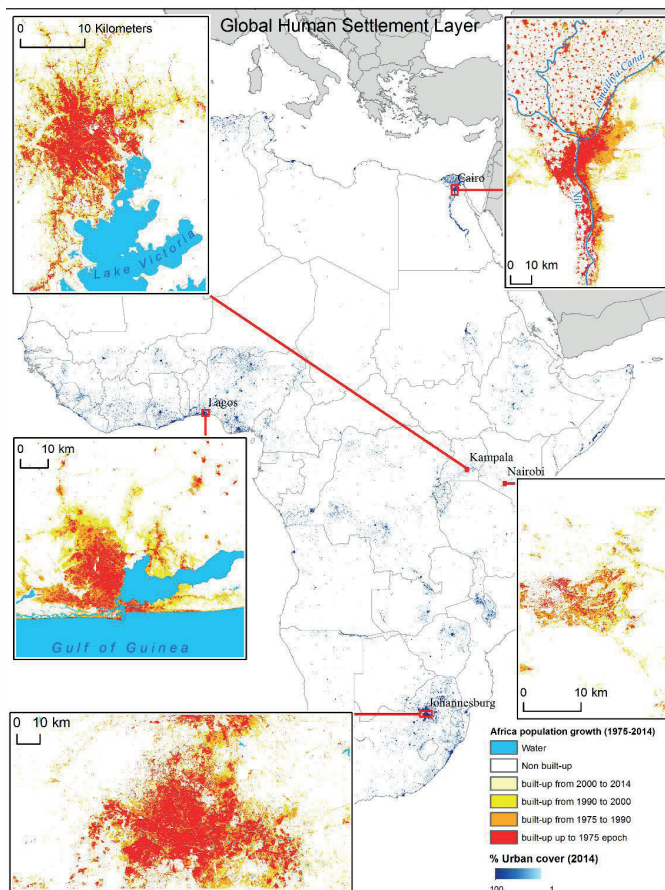 Global Human Settlement Layer
0 10 Kilometers
Lake Victoria
Ismailiya Canal
Nile
0 10 km
Cairo
Lagos
Kampala
Nairobi
0 10 km
Gulf of Guinea
0 10 km
Johannesburg
0 10 km
Africa population growth (1975-2014)
Water
Non built-up
built-up from 2000 to 2014
built-up from 1990 to 2000
built-up from 1975 to 1990
built-up up to 1975 epoch
% Urban cover (2014)
100 1